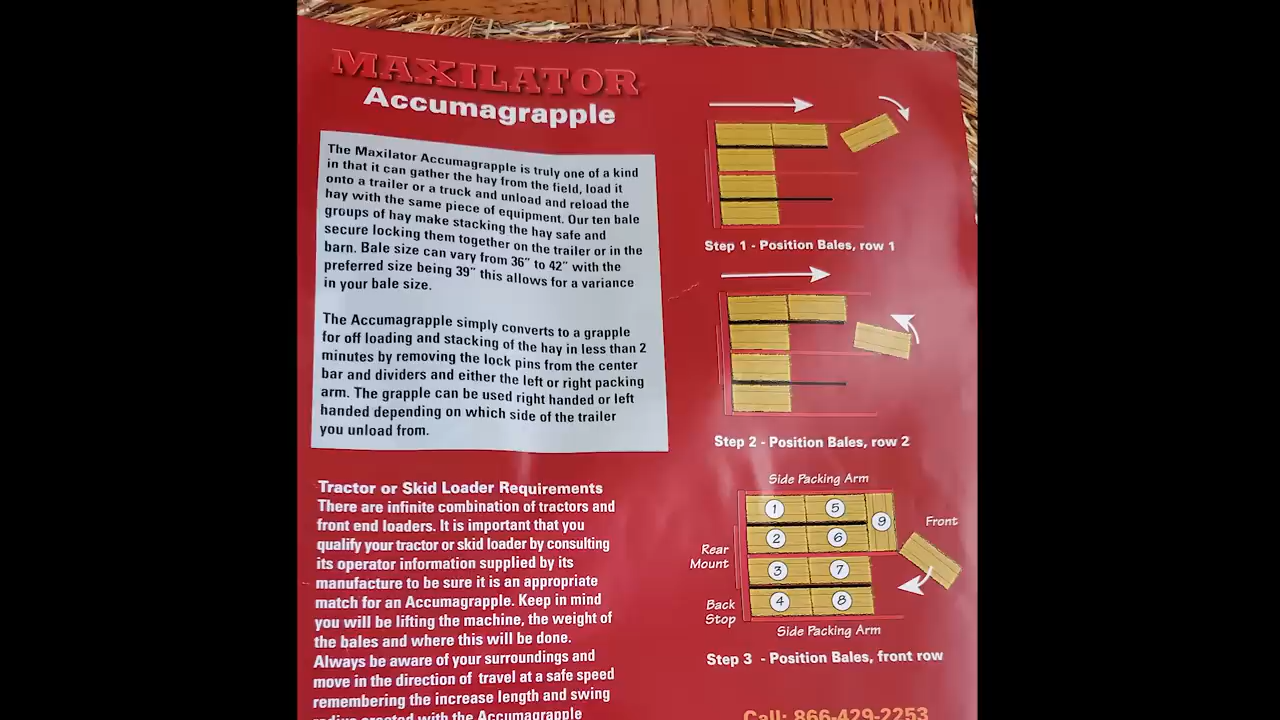 MAXILATOR
Accumagrapple
The Maxilator Accumagrapple is truly one of a kind
in that it can gather the hay from the field, load it
onto a trailer or a truck and unload and reload the
hay with the same piece of equipment. Our ten bale
groups of hay make stacking the hay safe and
secure locking them together on the trailer or in the
barn. Bale size can vary from 36" to 42" with the
preferred size being 39" this allows for a variance
in your bale size.
The Accumagrapple simply converts to a grapple
for off loading and stacking of the hay in less than 2
minutes by removing the lock pins from the center
bar and dividers and either the left or right packing
arm. The grapple can be used right handed or left
handed depending on which side of the trailer
you unload from.
Tractor or Skid Loader Requirements
There are infinite combination of tractors and
front end loaders. It is important that you
qualify your tractor or skid loader by consulting
its operator information supplied by its
manufacture to be sure it is an appropriate
match for an Accumagrapple. Keep in mind
you will be lifting the machine, the weight of
the bales and where this will be done.
Always be aware of your surroundings and
move in the direction of travel at a safe speed
remembering the increase length and swing
radius created with the Accumagrapple
Step 1 - Position Bales, row 1
Step 2 - Position Bales, row 2
Side Packing Arm
1 5
9
Front
2 6
Rear
Mount
3 7
4 8
Back
Stop
Side Packing Arm
Step 3 - Position Bales, front row
Call: 866-429-2253